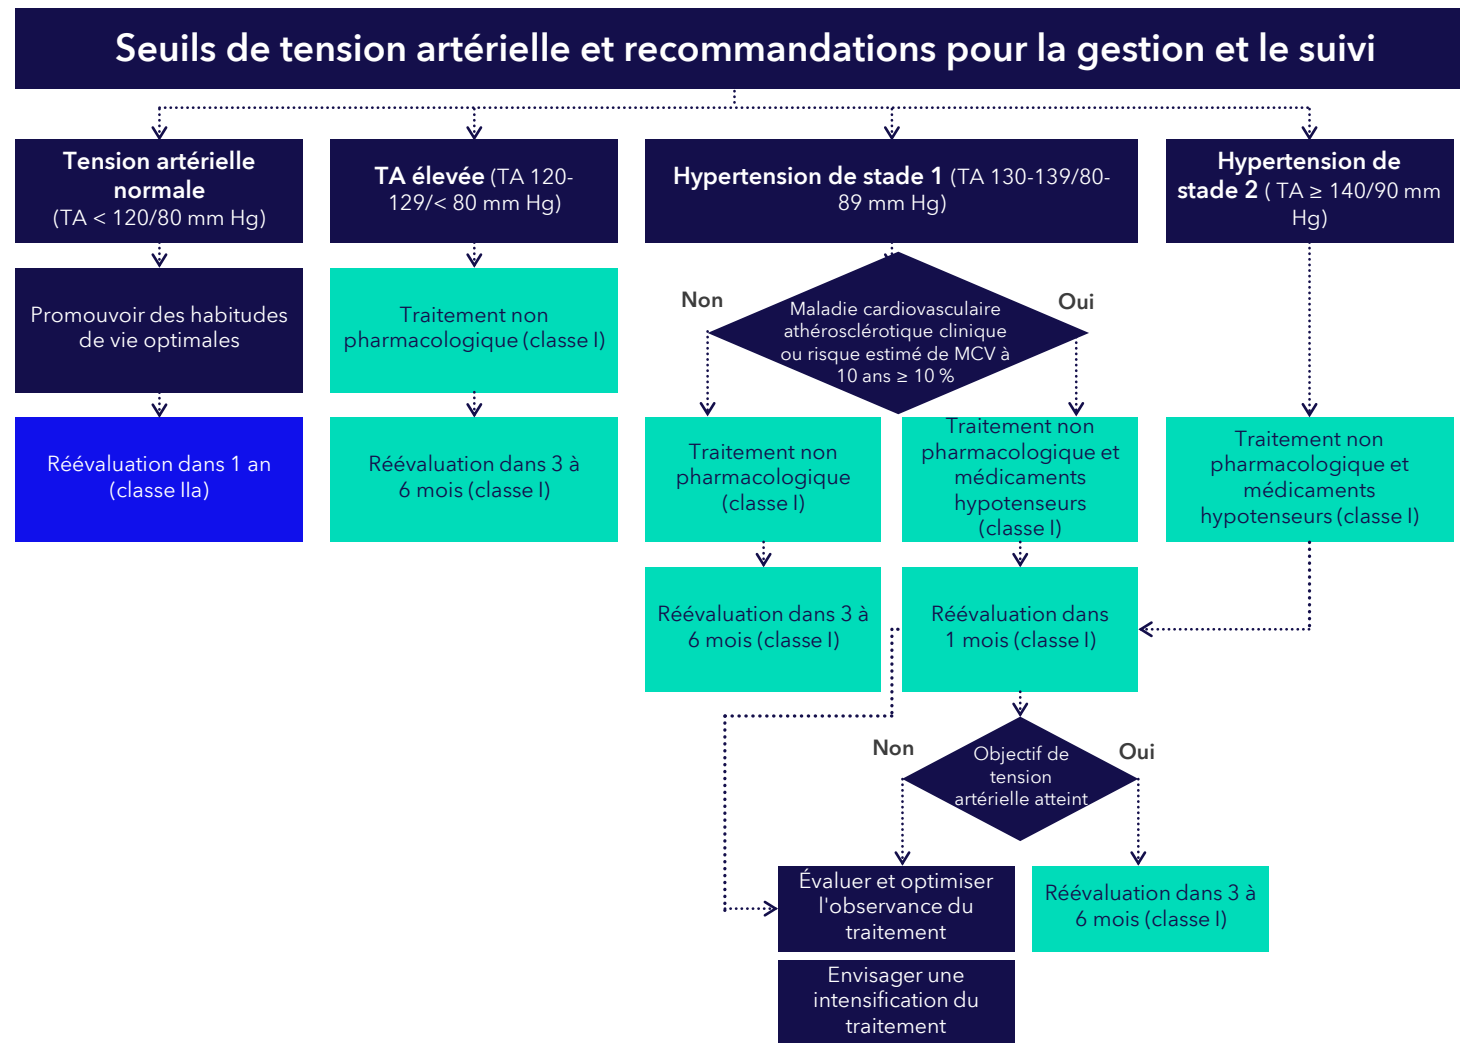 Seuils de tension artérielle et recommandations pour la gestion et le suivi
Tension artérielle
normale
(TA < 120/80 mm Hg)
TA élevée (TA 120-
129/< 80 mm Hg)
Hypertension de stade 1 (TA 130-139/80-
89 mm Hg)
Hypertension de
stade 2 ( TA ≥ 140/90 mm
Hg)
Promouvoir des habitudes
de vie optimales
Traitement non
pharmacologique (classe I)
Non
Maladie cardiovasculaire
athérosclérotique clinique
ou risque estimé de MCV à
10 ans ≥ 10 %
Oui
Réévaluation dans 1 an
(classe IIa)
Réévaluation dans 3 à
6 mois (classe I)
Traitement non
pharmacologique
(classe I)
Traitement non
pharmacologique et
médicaments
hypotenseurs
(classe I)
Traitement non
pharmacologique et
médicaments
hypotenseurs (classe I)
Réévaluation dans 3 à
6 mois (classe I)
Réévaluation dans
1 mois (classe I)
Non
Objectif de
tension
artérielle atteint
Oui
Évaluer et optimiser
l'observance du
traitement
Réévaluation dans 3 à
6 mois (classe I)
Envisager une
intensification du
traitement